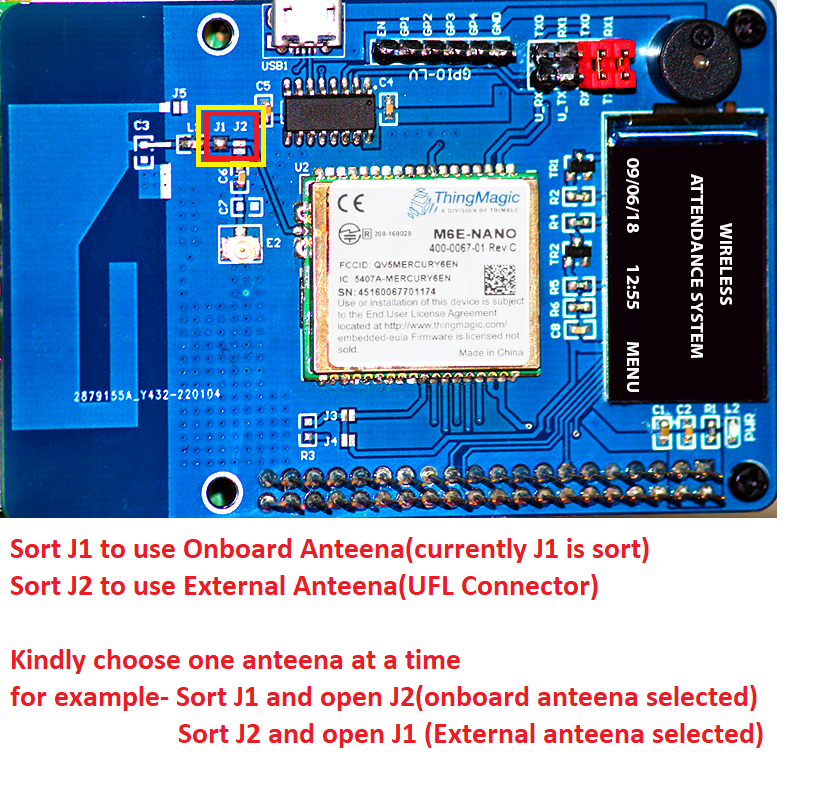 USB1
EN GP1 GP2 GP3 GP4 GND
GPIO-LV
TXO RX1 TXO RX1
U_RX U_TX
J5
C5
C4
C3
J1 J2
C6
C7
E2
U2
CE
ThingMagic
A DIVISION OF TRIMBLE
R 208-160028
M6E-NANO
400-0067-01 Rev C
FCCID: QV5MERCURY6EN
IC: 5407A-MERCURY6EN
SN: 45160067701174
Use or installation of this device is subject
to the End User License Agreement
located at http://www.thingmagic.com/
embedded-eula Firmware is licensed not
sold.
Made in China
TR1
R2
R4
TR2
R5
R6
C8
WIRELESS
ATTENDANCE SYSTEM
09/06/18 12:55 MENU
2879155A_Y432-220104
J3
J4
R3
C1 C2 R1 L2
PWR
Sort J1 to use Onboard Anteena(currently J1 is sort)
Sort J2 to use External Anteena(UFL Connector)
Kindly choose one anteena at a time
for example- Sort J1 and open J2(onboard anteena selected)
Sort J2 and open J1 (External anteena selected)